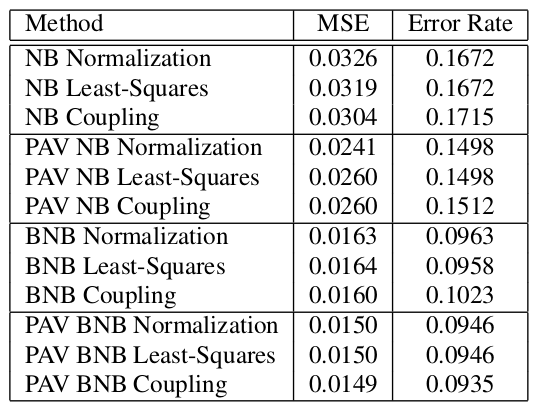 Method MSE Error Rate
NB Normalization 0.0326 0.1672
NB Least-Squares 0.0319 0.1672
NB Coupling 0.0304 0.1715
PAV NB Normalization 0.0241 0.1498
PAV NB Least-Squares 0.0260 0.1498
PAV NB Coupling 0.0260 0.1512
BNB Normalization 0.0163 0.0963
BNB Least-Squares 0.0164 0.0958
BNB Coupling 0.0160 0.1023
PAV BNB Normalization 0.0150 0.0946
PAV BNB Least-Squares 0.0150 0.0946
PAV BNB Coupling 0.0149 0.0935